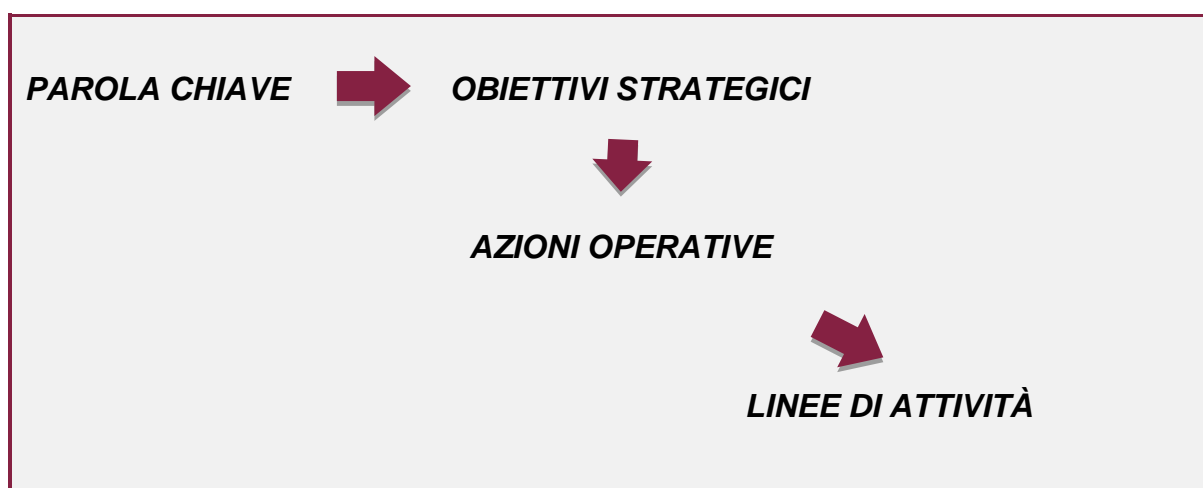 PAROLA CHIAVE OBIETTIVI STRATEGICI
AZIONI OPERATIVE
LINEE DI ATTIVITÀ